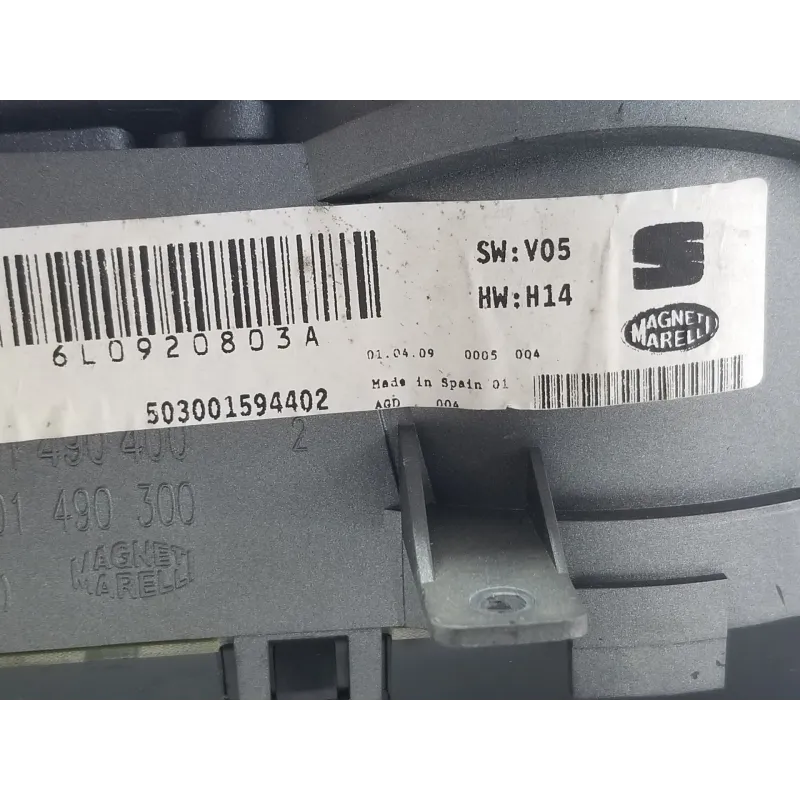 SW:V05
HW:H14
MAGNETI
MARELLI
6L0920803A
01.04.09 0005 004
Made in Spain 01
503001594402
AGD 004
490 400 2
01 490 300
MAGNETI
MARELLI